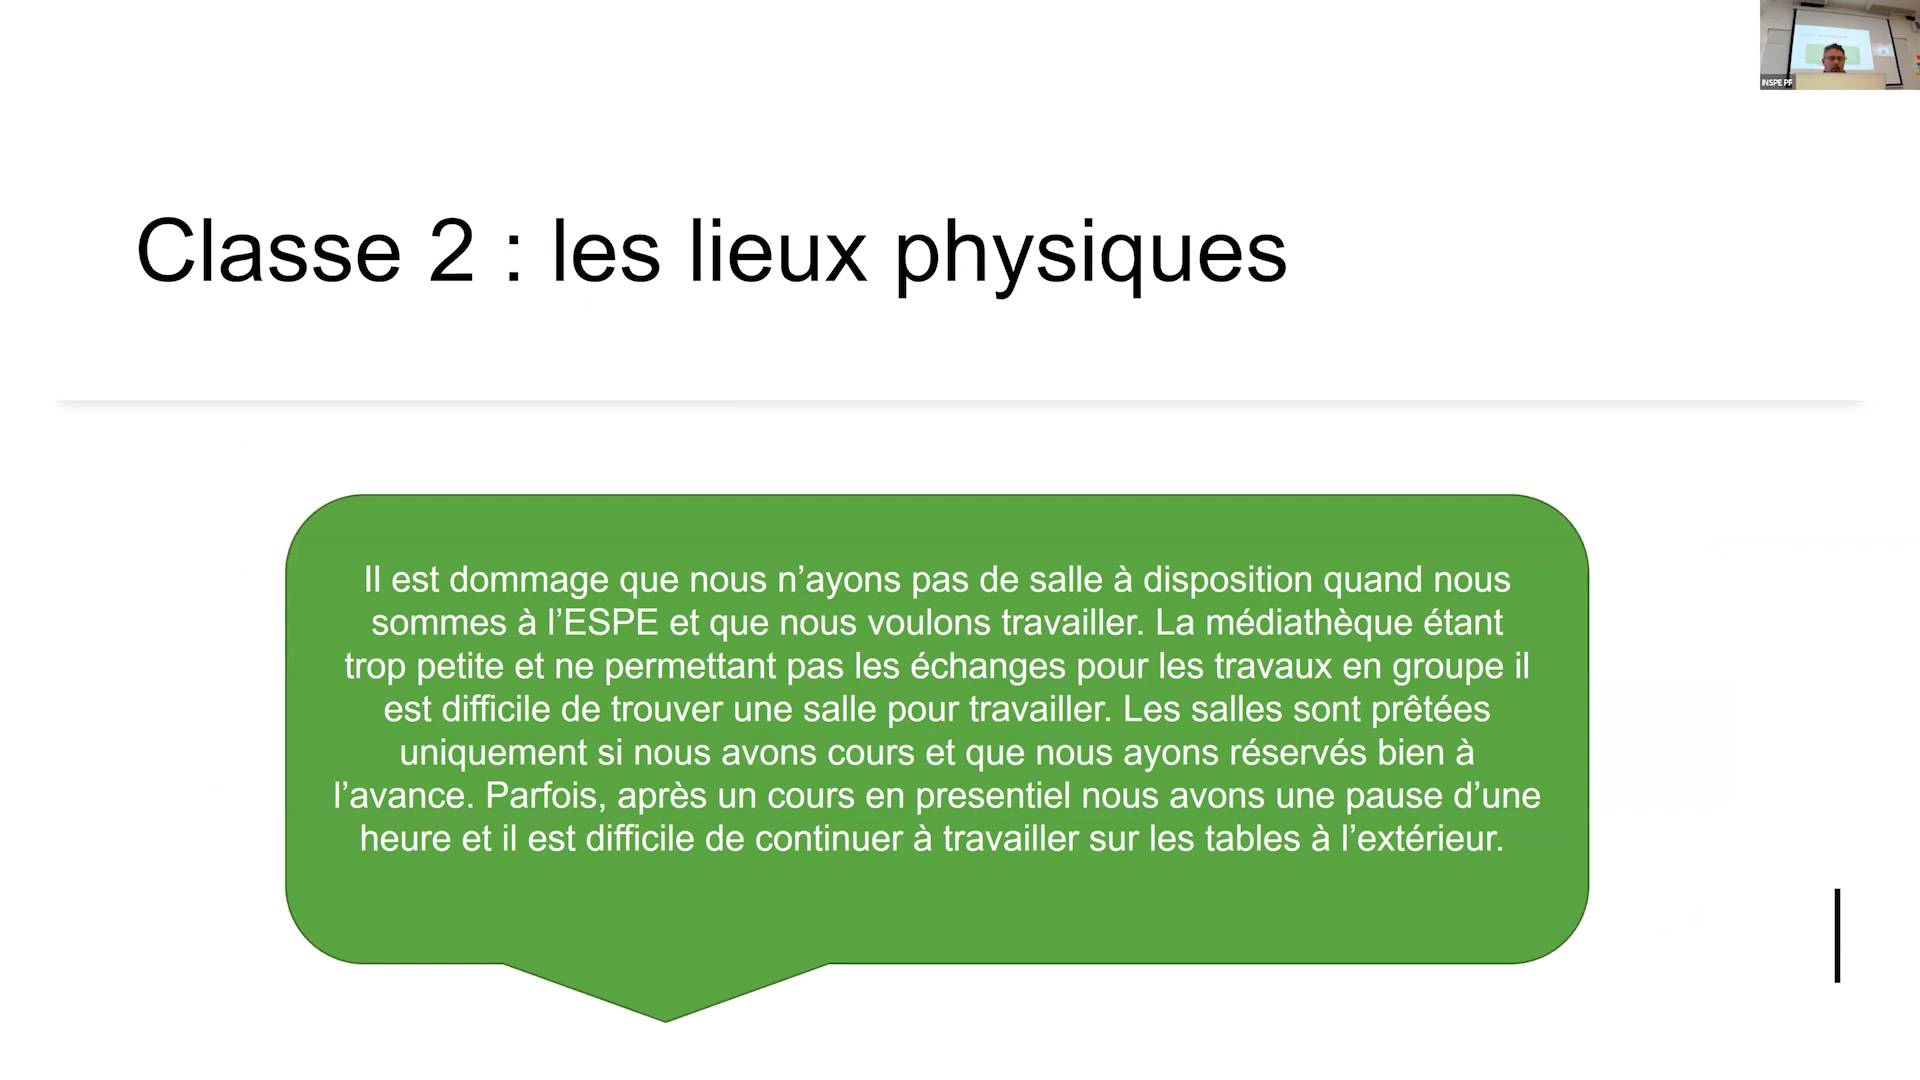 INSPE PF
Classe 2 : les lieux physiques
Il est dommage que nous n’ayons pas de salle à disposition quand nous
sommes à l’ESPE et que nous voulons travailler. La médiathèque étant
trop petite et ne permettant pas les échanges pour les travaux en groupe il
est difficile de trouver une salle pour travailler. Les salles sont prêtées
uniquement si nous avons cours et que nous ayons réservés bien à
l’avance. Parfois, après un cours en presentiel nous avons une pause d’une
heure et il est difficile de continuer à travailler sur les tables à l’extérieur.